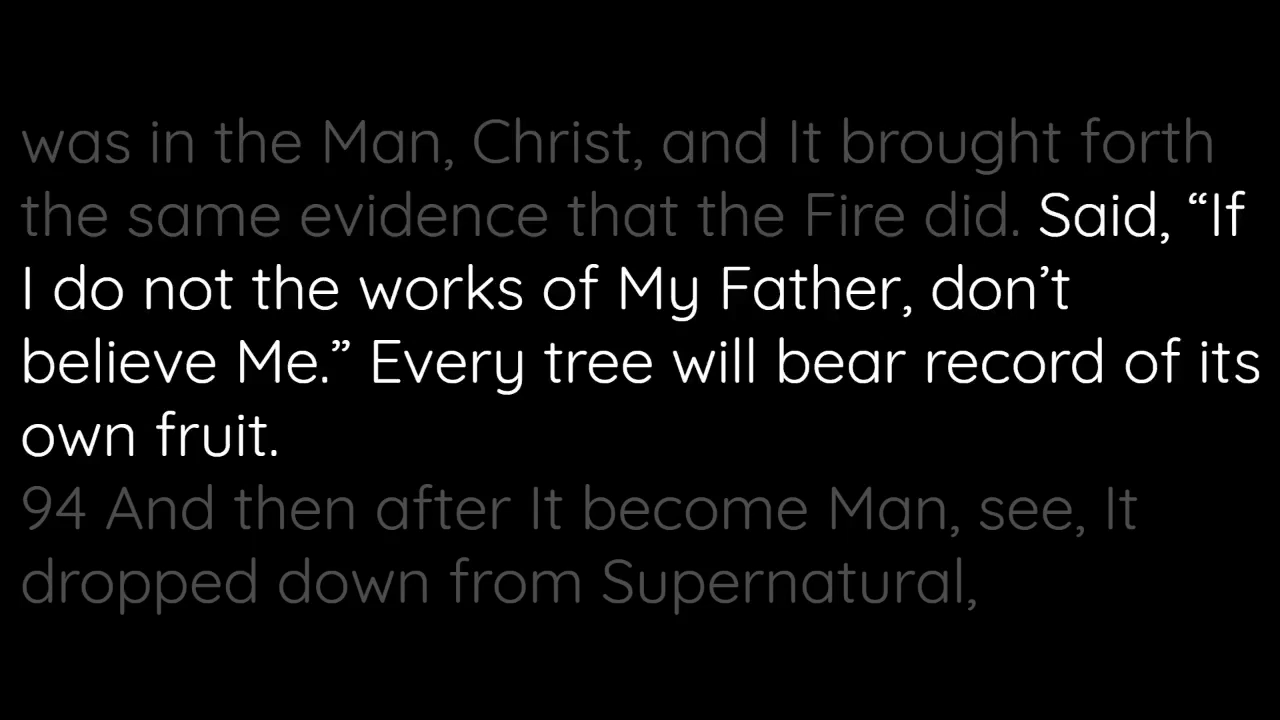 was in the Man, Christ, and It brought forth
the same evidence that the Fire did. Said, “If
I do not the works of My Father, don’t
believe Me.” Every tree will bear record of its
own fruit.
94 And then after It become Man, see, It
dropped down from Supernatural,